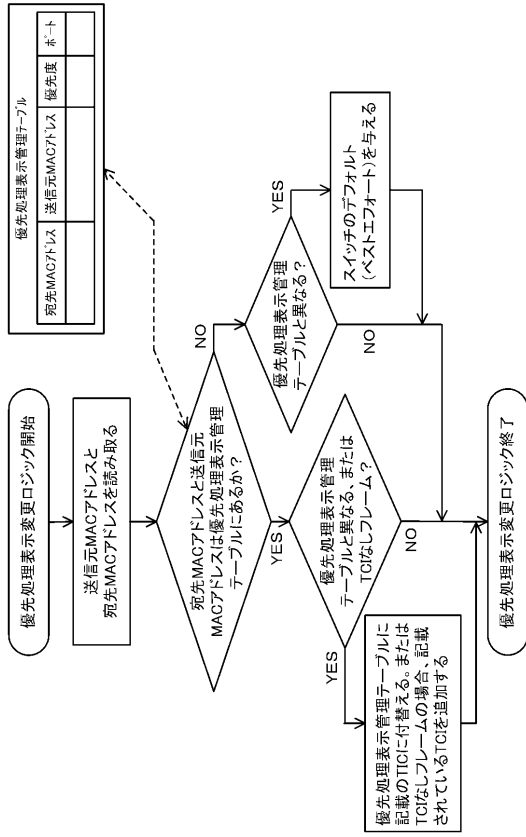 優先処理表示管理テーブル
宛先MACアドレス
送信元MACアドレス
優先度
ポート
優先処理表示変更ロジック開始
送信元MACアドレスと
宛先MACアドレスを読み取る
宛先MACアドレスと送信元
MACアドレスは優先処理表示管理
テーブルにあるか？
NO
YES
優先処理表示管理
テーブルと異なる？
YES
NO
スイッチのデフォルト
(ベストエフォート)を与える
優先処理表示管理
テーブルと異なる、または
TCIなしフレーム？
YES
NO
優先処理表示管理テーブルに
記載のTICに付替える。または
TCIなしフレームの場合、記載
されているTCIを追加する
優先処理表示変更ロジック終了